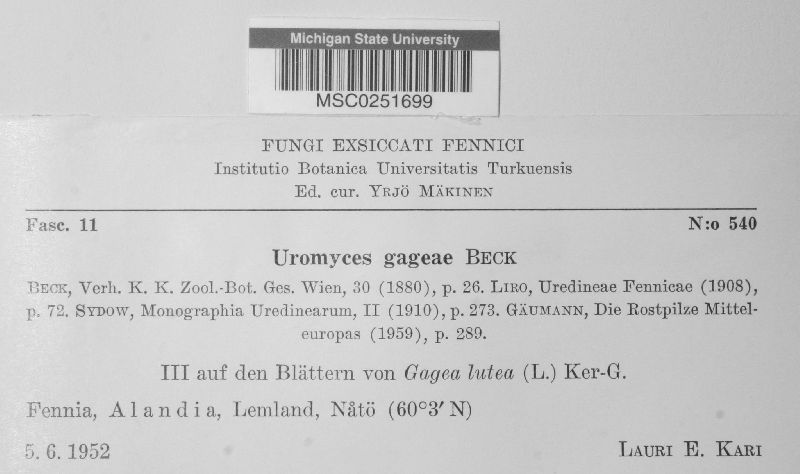 Michigan State University
MSC0251699
FUNGI EXSICCATI FENNICI
Institutio Botanica Universitatis Turkuensis
Ed. cur. YRJÖ MÄKINEN
Fasc. 11 N:o 540
Uromyces gageae BECK
BECK, Verh. K. K. Zool.-Bot. Ges. Wien, 30 (1880), p. 26. LIRO, Uredineae Fennicae (1908),
p. 72. SYDOW, Monographia Uredinearum, II (1910), p. 273. GÄUMANN, Die Rostpilze Mittel-
europas (1959), p. 289.
III auf den Blättern von Gagea lutea (L.) Ker-G.
Fennia, Alandia, Lemland, Nåtö (60°3′ N)
5. 6. 1952 LAURI E. KARI